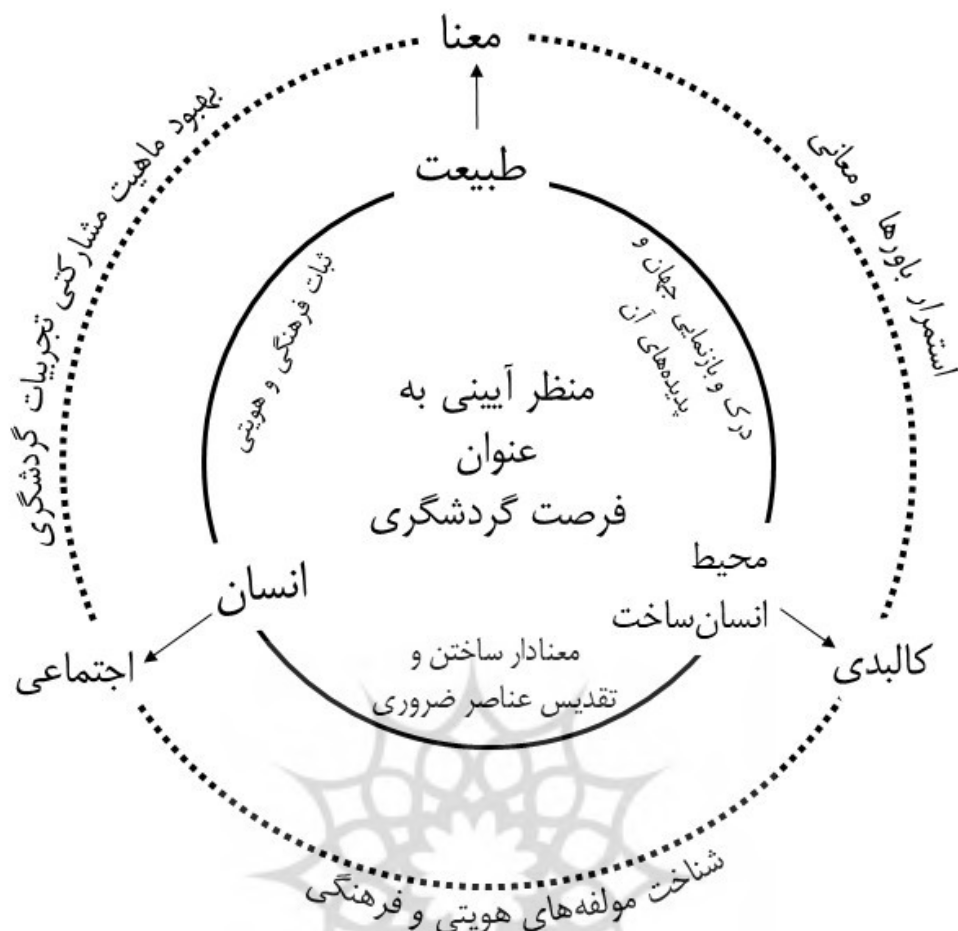 معنا
بهبود ماهیت مشارکتی تجربیات گردشگری
استمرار باورها و معانی
طبیعت
ثبات فرهنگی و هویتی
درک و بازنمایی جهان و
پدیده‌های آن
منظر آیینی به
عنوان
فرصت گردشگری
محیط
انسان‌ساخت
انسان
معنادار ساختن و
تقدیس عناصر ضروری
کالبدی
اجتماعی
شناخت مولفه‌های هویتی و فرهنگی